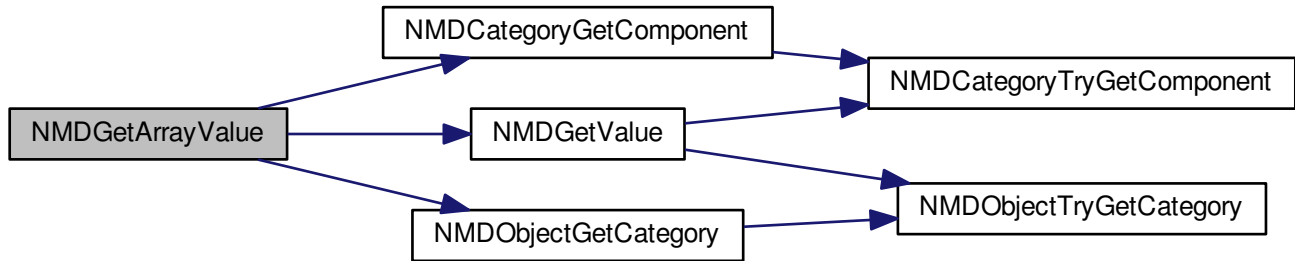 NMDCategoryGetComponent
NMDCategoryTryGetComponent
NMDGetArrayValue
NMDGetValue
NMDObjectTryGetCategory
NMDObjectGetCategory